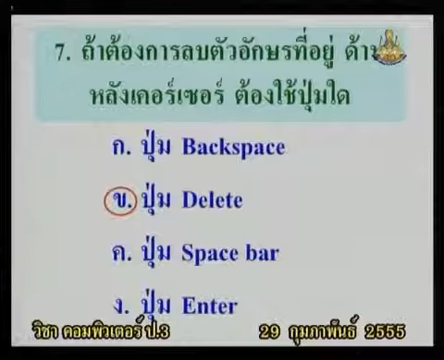 7. ถ้าต้องการลบตัวอักษรที่อยู่ ด้าน
หลังเคอร์เซอร์ ต้องใช้ปุ่มใด
ก. ปุ่ม Backspace
ข. ปุ่ม Delete
ค. ปุ่ม Space bar
ง. ปุ่ม Enter
วิชา คอมพิวเตอร์ ป.3
29 กุมภาพันธ์ 2555